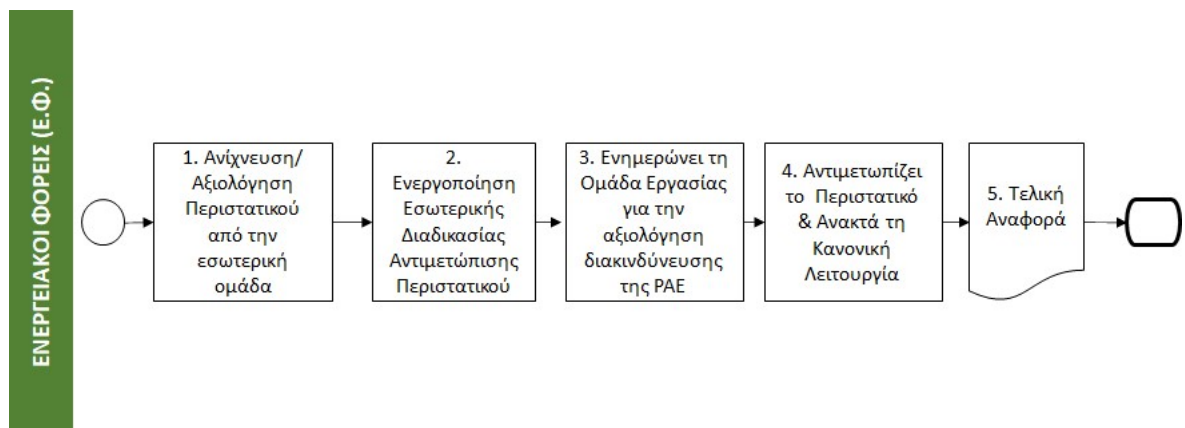 ΕΝΕΡΓΕΙΑΚΟΙ ΦΟΡΕΙΣ (Ε.Φ.)
1. Ανίχνευση/
Αξιολόγηση
Περιστατικού
από την
εσωτερική
ομάδα
2.
Ενεργοποίηση
Εσωτερικής
Διαδικασίας
Αντιμετώπισης
Περιστατικού
3. Ενημερώνει τη
Ομάδα Εργασίας
για την
αξιολόγηση
διακινδύνευσης
της ΡΑΕ
4. Αντιμετωπίζει
το Περιστατικό
& Ανακτά τη
Κανονική
Λειτουργία
5. Τελική
Αναφορά